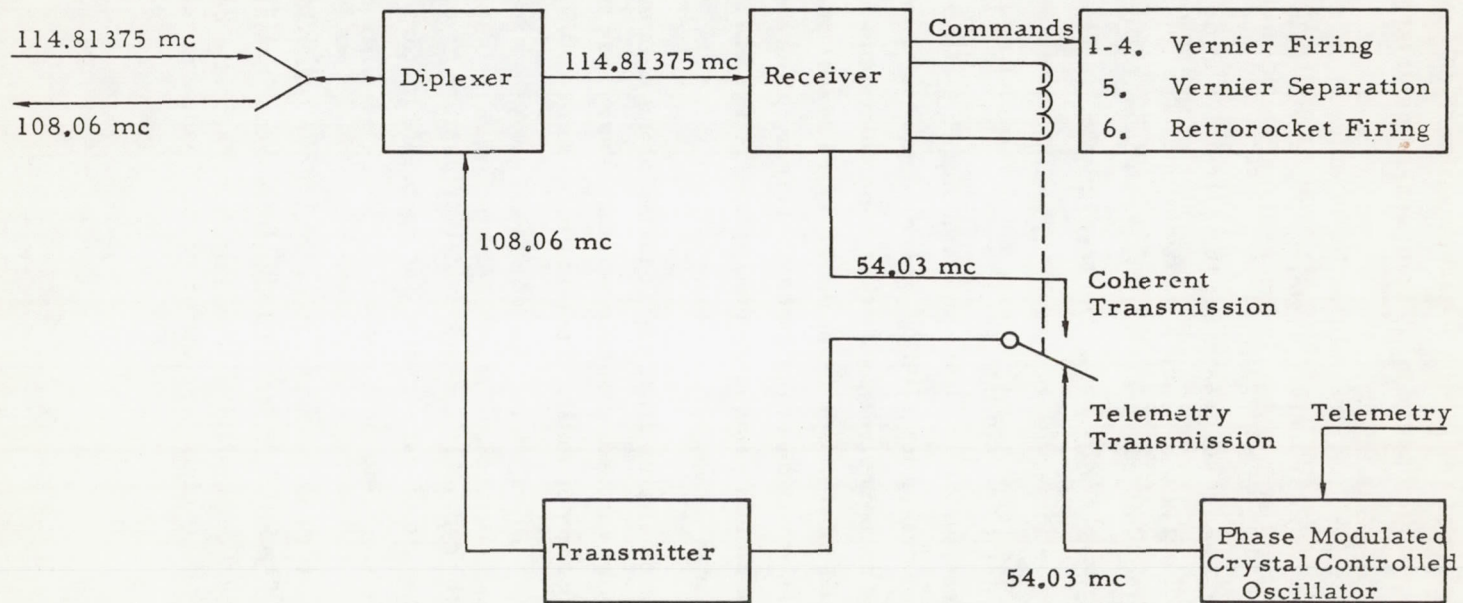 114.81375 mc
108.06 mc
Diplexer
114.81375 mc
Receiver
Commands
1-4. Vernier Firing
5. Vernier Separation
6. Retrorocket Firing
108.06 mc
54.03 mc
Coherent
Transmission
Telemetry
Transmission
Telemetry
Transmitter
54.03 mc
Phase Modulated
Crystal Controlled
Oscillator